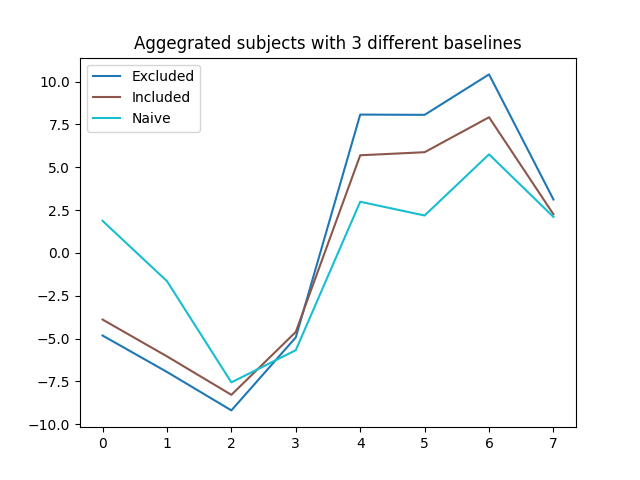 Aggegrated subjects with 3 different baselines
Excluded
Included
Naive
10.0
7.5
5.0
2.5
0.0
−2.5
−5.0
−7.5
−10.0
0 1 2 3 4 5 6 7